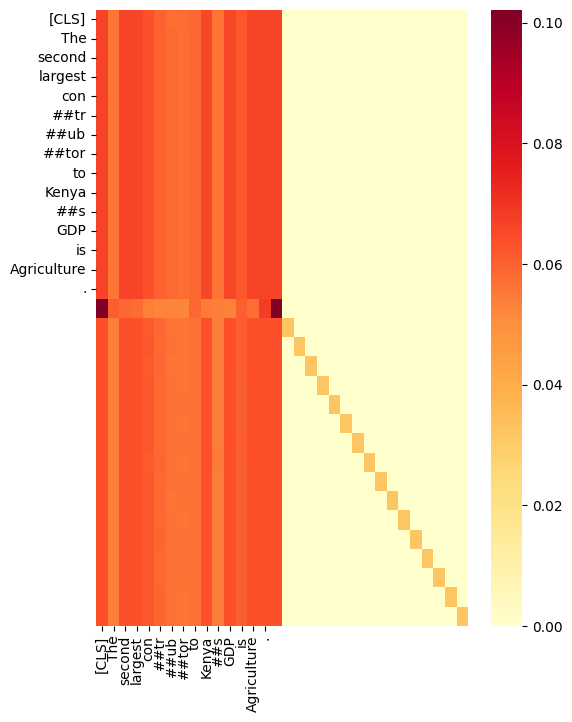 [CLS]
The
second
largest
con
##tr
##ub
##tor
to
Kenya
##s
GDP
is
Agriculture
.
0.10
0.08
0.06
0.04
0.02
0.00
[CLS]
The
second
largest
con
##tr
##ub
##tor
to
Kenya
##s
GDP
is
Agriculture
.